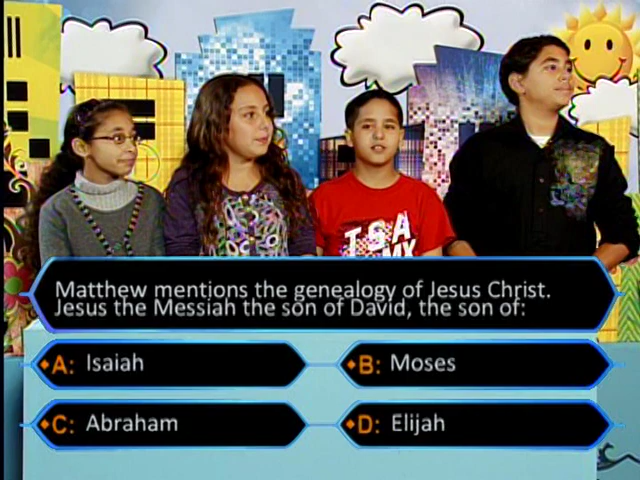 T.S.A
MY
Matthew mentions the genealogy of Jesus Christ.
Jesus the Messiah the son of David, the son of:
A: Isaiah
B: Moses
C: Abraham
D: Elijah